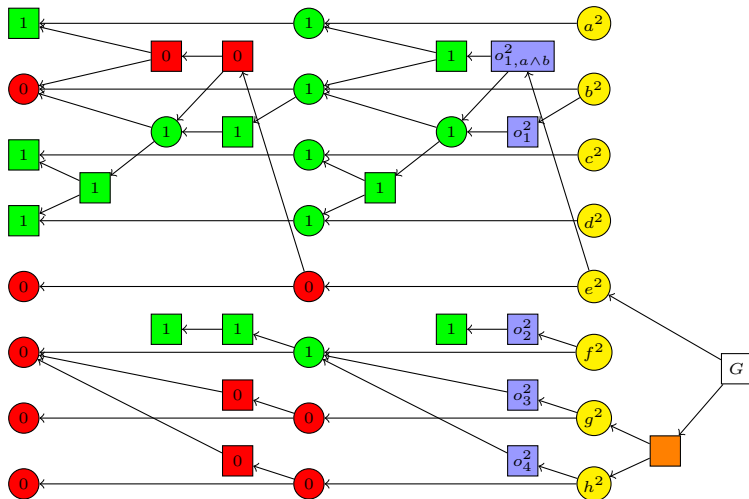 1 1 a²
0 0 1 o²₁,ₐ∧b
0 1 b²
1 1 1 o²₁
1 1 c²
1 1
1 1 d²
0 0 e²
1 1 1 o²₂
0 1 f²
G
0 o²₃
0 0 g²
0 o²₄
0 0 h²